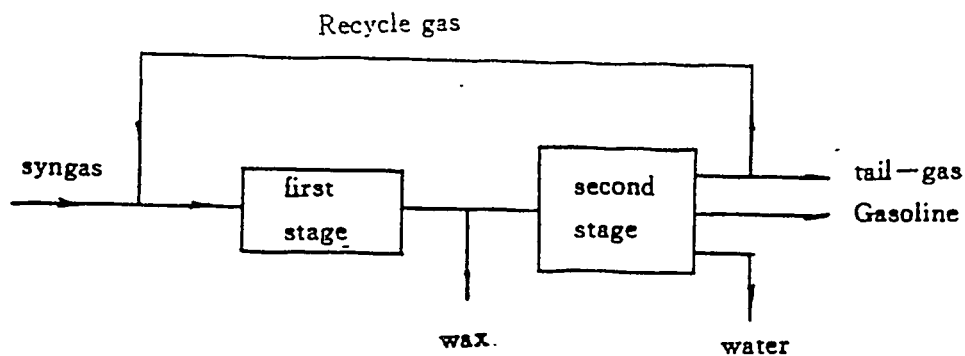 Recycle gas
syngas
first
stage
second
stage
tail—gas
Gasoline
wax.
water